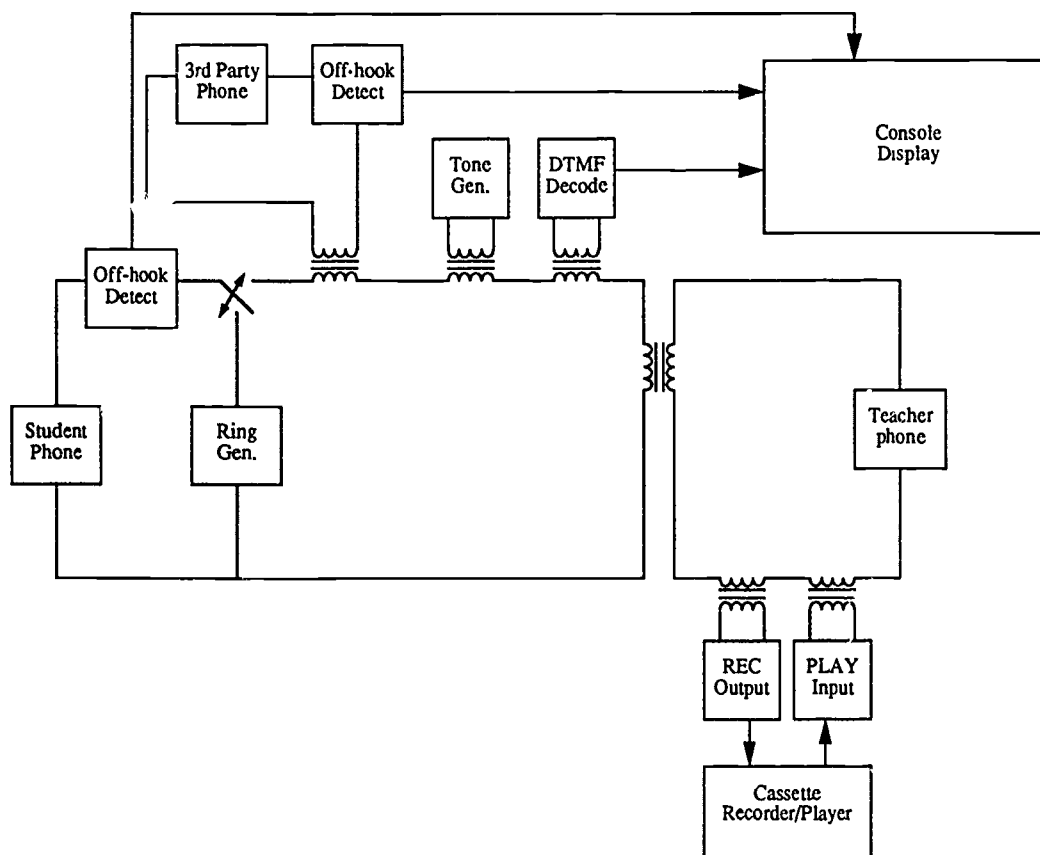 3rd Party
Phone
Off-hook
Detect
Console
Display
Tone
Gen.
DTMF
Decode
Off-hook
Detect
Student
Phone
Ring
Gen.
Teacher
phone
REC
Output
PLAY
Input
Cassette
Recorder/Player